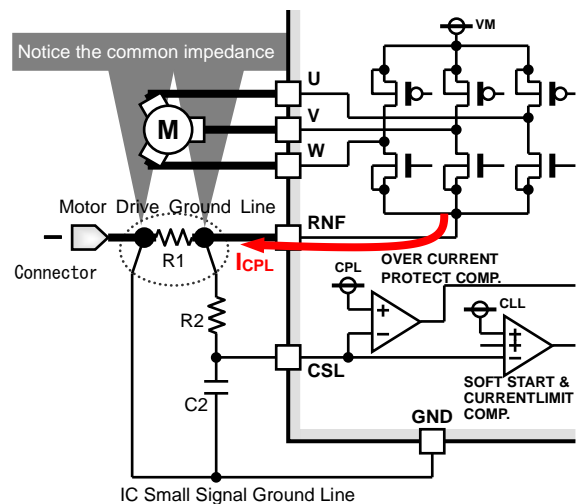 Notice the common impedance
VM
U
V
W
M
Motor Drive Ground Line
RNF
Connector
R1
ICPL
OVER CURRENT
PROTECT COMP.
CPL
CLL
R2
CSL
SOFT START &
CURRENTLIMIT
COMP.
C2
GND
IC Small Signal Ground Line